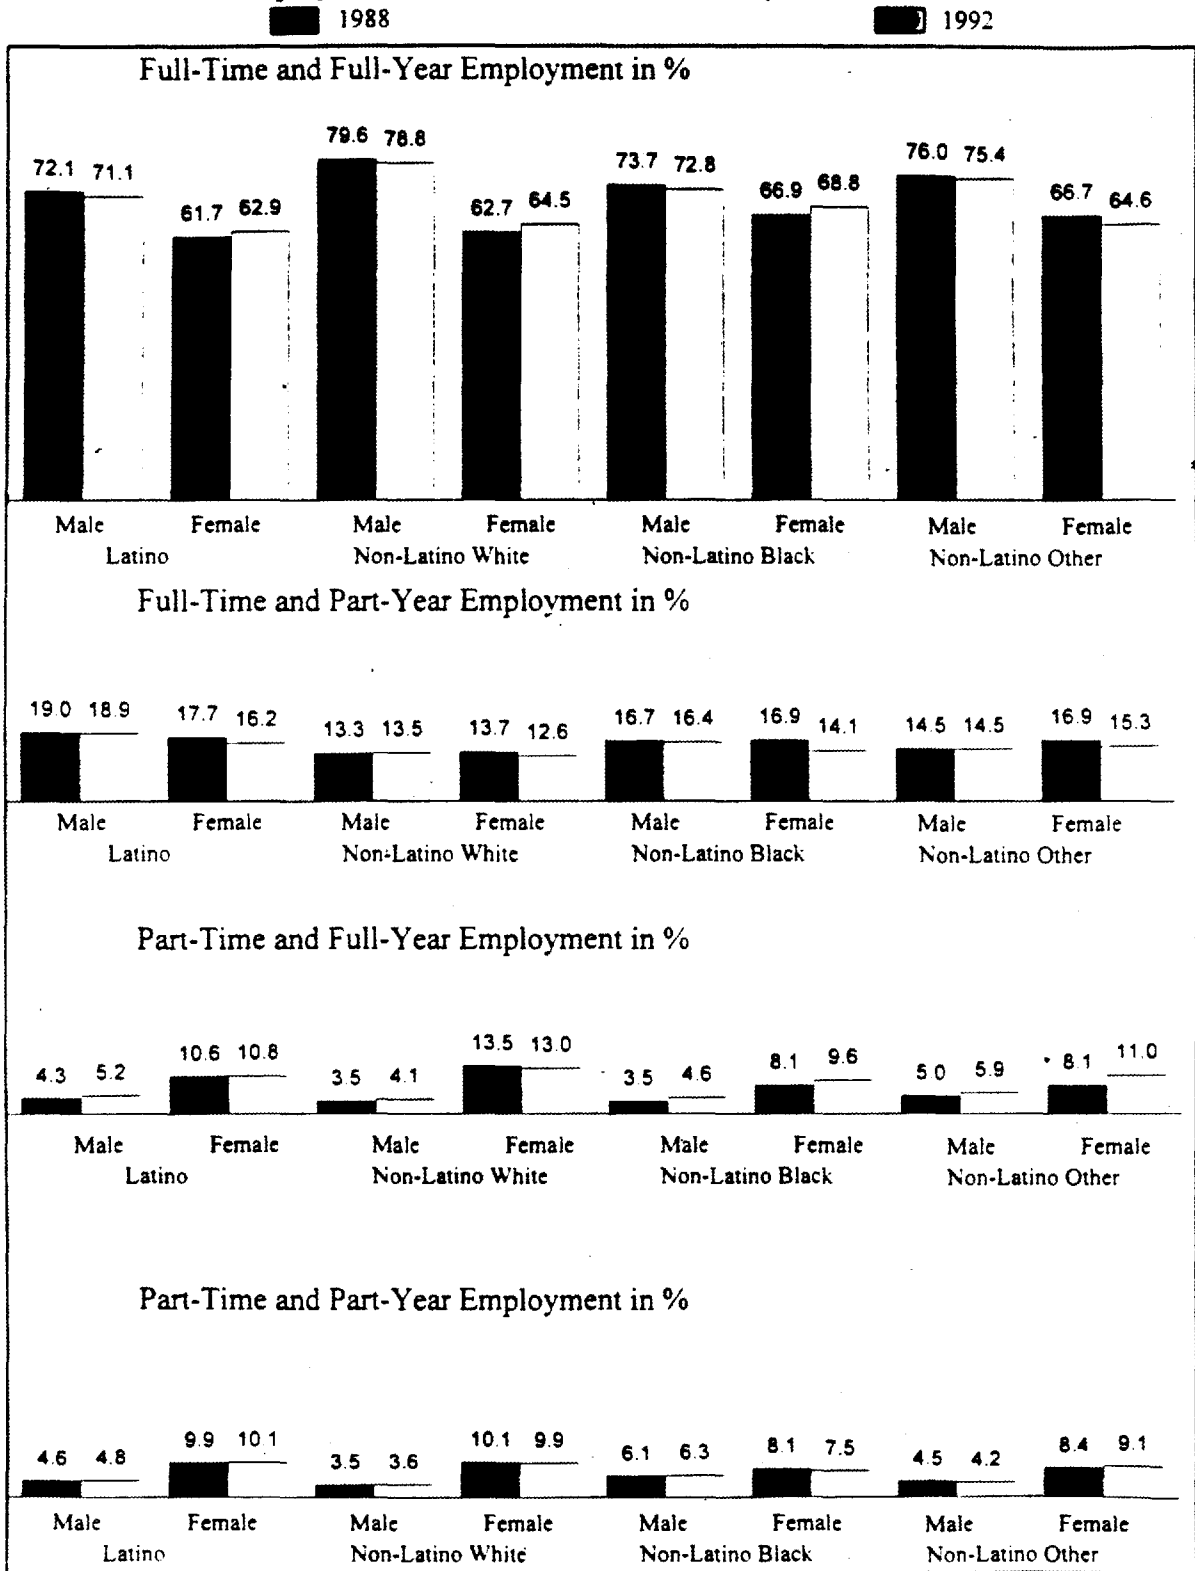 1988 1992
Full-Time and Full-Year Employment in %
72.1 71.1 61.7 62.9 79.6 78.8 62.7 64.5 73.7 72.8 66.9 68.8 76.0 75.4 66.7 64.6
Male Female Male Female Male Female Male Female
Latino Non-Latino White Non-Latino Black Non-Latino Other
Full-Time and Part-Year Employment in %
19.0 18.9 17.7 16.2 13.3 13.5 13.7 12.6 16.7 16.4 16.9 14.1 14.5 14.5 16.9 15.3
Male Female Male Female Male Female Male Female
Latino Non-Latino White Non-Latino Black Non-Latino Other
Part-Time and Full-Year Employment in %
4.3 5.2 10.6 10.8 3.5 4.1 13.5 13.0 3.5 4.6 8.1 9.6 5.0 5.9 8.1 11.0
Male Female Male Female Male Female Male Female
Latino Non-Latino White Non-Latino Black Non-Latino Other
Part-Time and Part-Year Employment in %
4.6 4.8 9.9 10.1 3.5 3.6 10.1 9.9 6.1 6.3 8.1 7.5 4.5 4.2 8.4 9.1
Male Female Male Female Male Female Male Female
Latino Non-Latino White Non-Latino Black Non-Latino Other